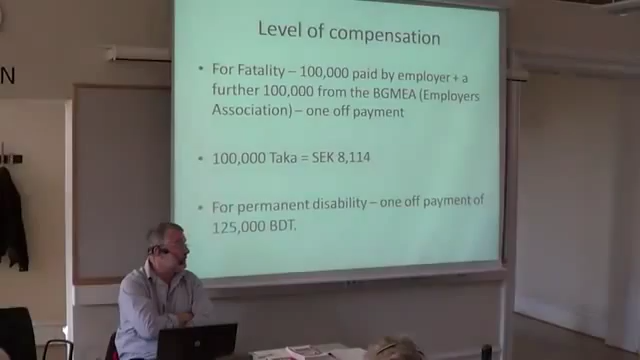 N
Level of compensation
• For Fatality – 100,000 paid by employer + a
further 100,000 from the BGMEA (Employers
Association) – one off payment
• 100,000 Taka = SEK 8,114
• For permanent disability – one off payment of
125,000 BDT.